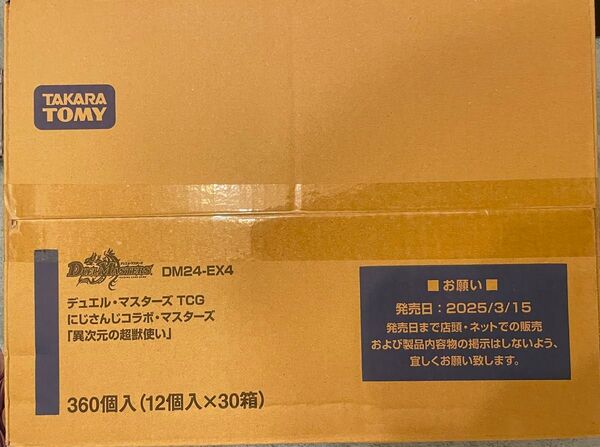 TAKARA
TOMY
DUEL MASTERS
DM24-EX4
デュエル・マスターズ TCG
にじさんじコラボ・マスターズ
「異次元の超獣使い」
360個入(12個入×30箱)
■ お願い ■
発売日:2025/3/15
発売日まで店頭・ネットでの販売
および製品内容物の掲示はしないよう、
宜しくお願い致します。